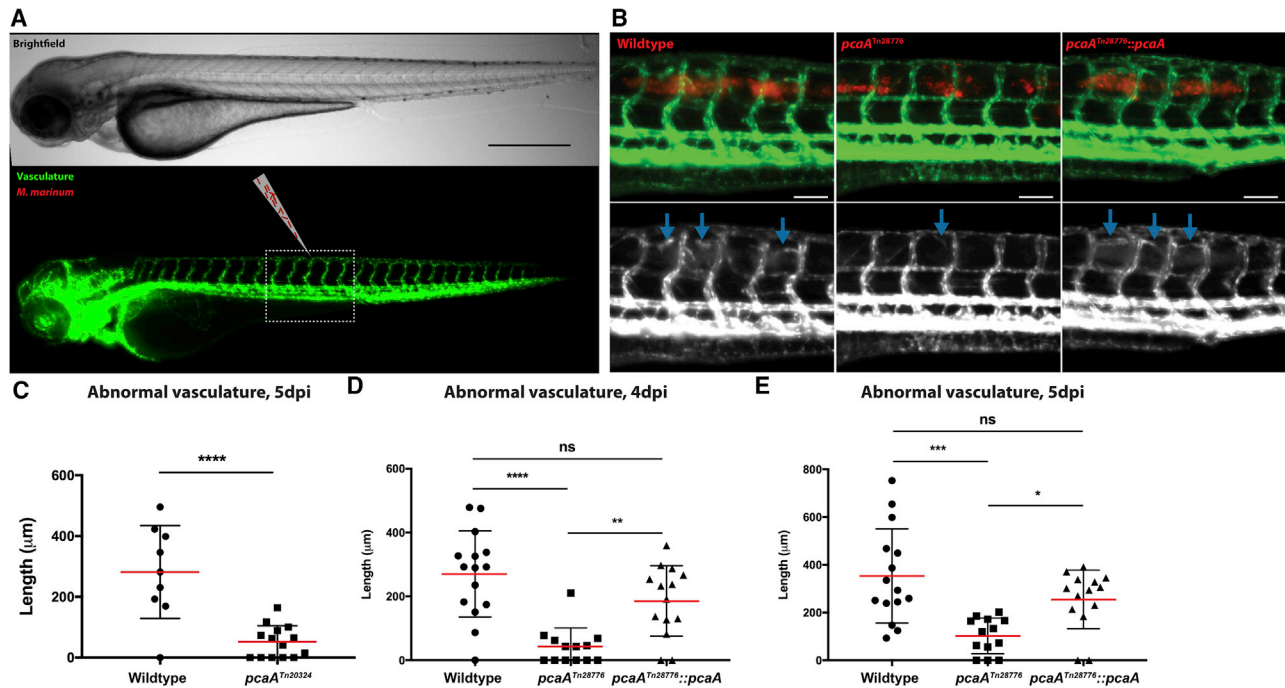 A
Brightfield
Vasculature
M. marinum
B
Wildtype
pcaA^Tn28776
pcaA^Tn28776::pcaA
C
Abnormal vasculature, 5dpi
****
Length (µm)
600
400
200
0
Wildtype
pcaA^Tn20324
D
Abnormal vasculature, 4dpi
ns
****
**
Length (µm)
600
400
200
0
Wildtype
pcaA^Tn28776
pcaA^Tn28776::pcaA
E
Abnormal vasculature, 5dpi
ns
***
*
Length (µm)
800
600
400
200
0
Wildtype
pcaA^Tn28776
pcaA^Tn28776::pcaA